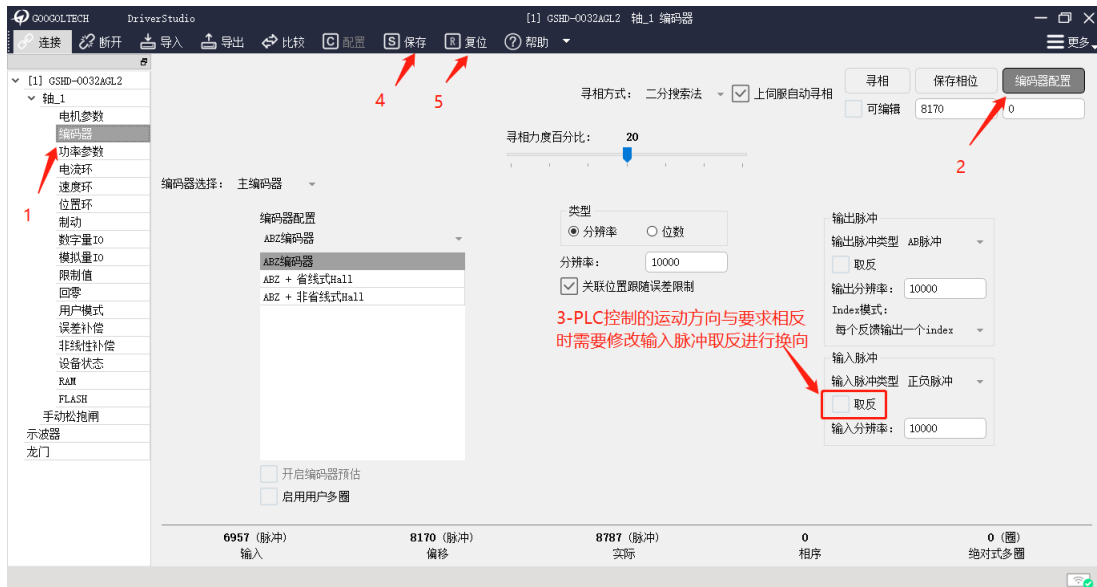 GOOGOLTECH DriverStudio [1] GSHD-0032AGL2 轴_1 编码器
连接 断开 导入 导出 比较 C 配置 S 保存 R 复位 ? 帮助 更多
[1] GSHD-0032AGL2
轴_1
电机参数
编码器
功率参数
电流环
速度环
位置环
制动
数字量IO
模拟量IO
限制值
回零
用户模式
误差补偿
非线性补偿
设备状态
RAM
FLASH
手动松抱闸
示波器
龙门
1
4
5
寻相方式: 二分搜索法 上伺服自动寻相
寻相 保存相位 编码器配置
可编辑 8170 0
2
寻相力度百分比: 20
编码器选择: 主编码器
编码器配置
ABZ编码器
ABZ编码器
ABZ + 省线式Hall
ABZ + 非省线式Hall
开启编码器预估
启用用户多圈
类型
分辨率 位数
分辨率: 10000
关联位置跟随误差限制
3-PLC控制的运动方向与要求相反
时需要修改输入脉冲取反进行换向
输出脉冲
输出脉冲类型 AB脉冲
取反
输出分辨率: 10000
Index模式:
每个反馈输出一个index
输入脉冲
输入脉冲类型 正负脉冲
取反
输入分辨率: 10000
6957 (脉冲) 8170 (脉冲) 8787 (脉冲) 0 0 (圈)
输入 偏移 实际 相序 绝对式多圈